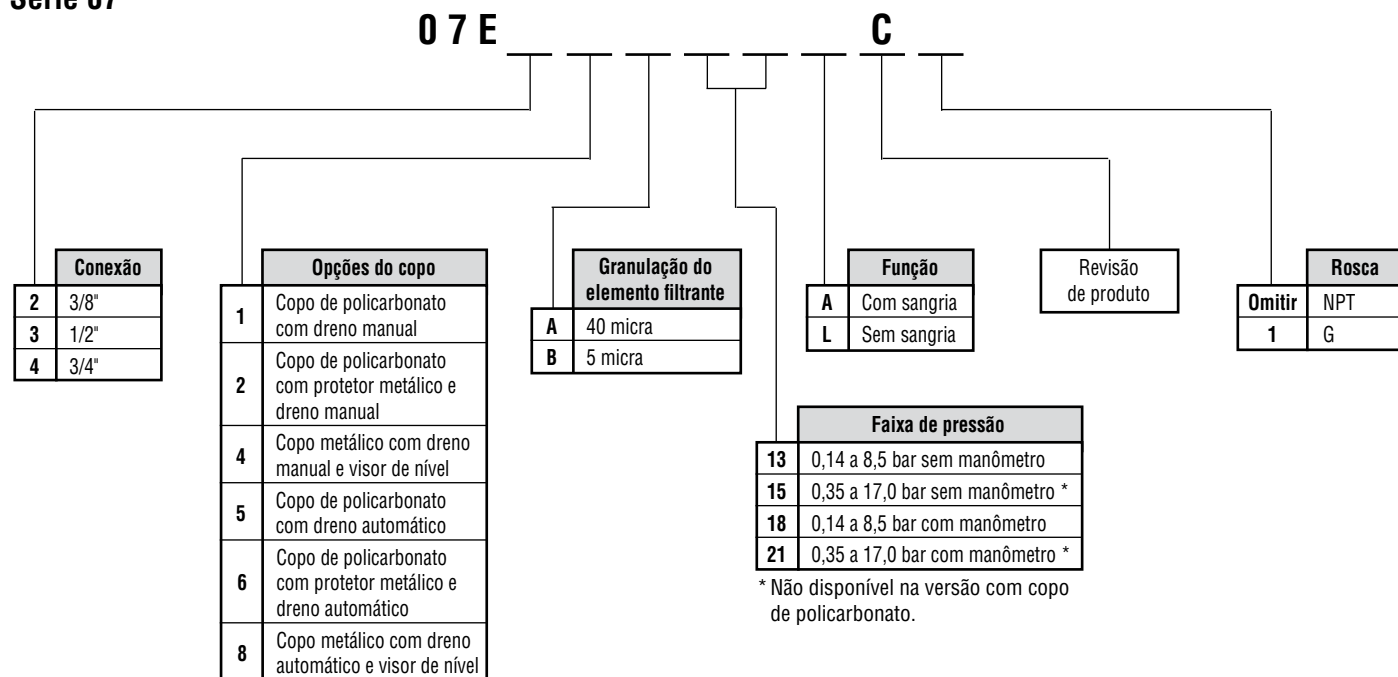 Série 07
0 7 E C
Conexão
2 3/8"
3 1/2"
4 3/4"
Opções do copo
1 Copo de policarbonato
com dreno manual
2 Copo de policarbonato
com protetor metálico e
dreno manual
4 Copo metálico com dreno
manual e visor de nível
5 Copo de policarbonato
com dreno automático
6 Copo de policarbonato
com protetor metálico e
dreno automático
8 Copo metálico com dreno
automático e visor de nível
Granulação do
elemento filtrante
A 40 micra
B 5 micra
Função
A Com sangria
L Sem sangria
Revisão
de produto
Rosca
Omitir NPT
1 G
Faixa de pressão
13 0,14 a 8,5 bar sem manômetro
15 0,35 a 17,0 bar sem manômetro *
18 0,14 a 8,5 bar com manômetro
21 0,35 a 17,0 bar com manômetro *
* Não disponível na versão com copo
de policarbonato.